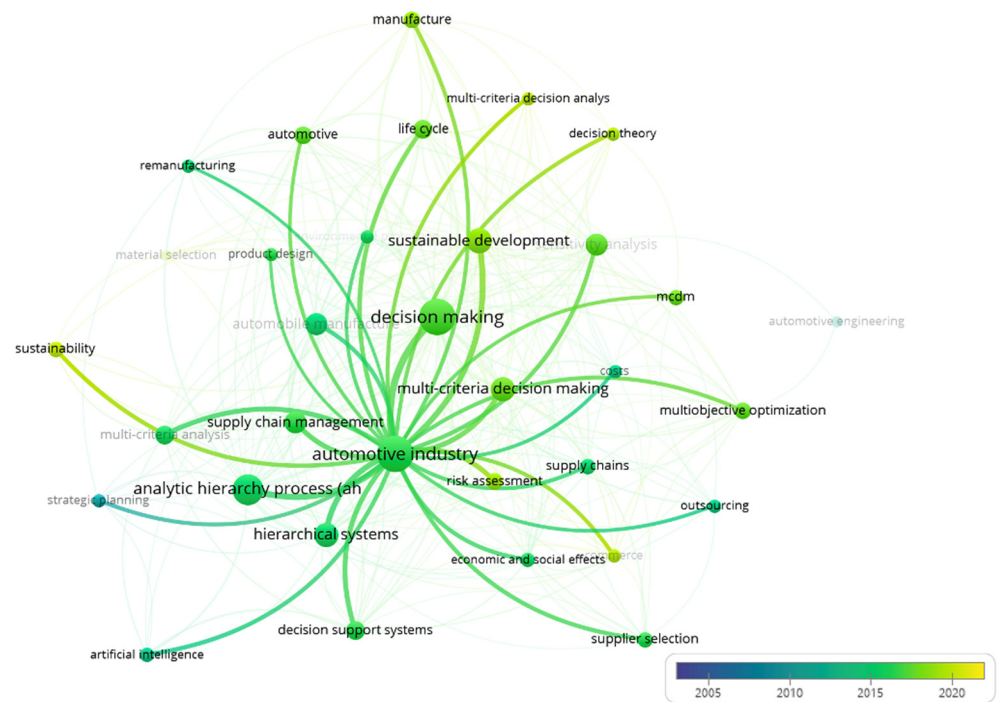 manufacture
multi-criteria decision analys
decision theory
automotive
life cycle
remanufacturing
sustainable development
sensitivity analysis
material selection
product design
mcdm
automobile manufacture
decision making
automotive engineering
sustainability
costs
multi-criteria decision making
multiobjective optimization
supply chain management
multi-criteria analysis
automotive industry
supply chains
risk assessment
analytic hierarchy process (ah
strategic planning
outsourcing
hierarchical systems
economic and social effects
commerce
decision support systems
supplier selection
artificial intelligence
2005
2010
2015
2020